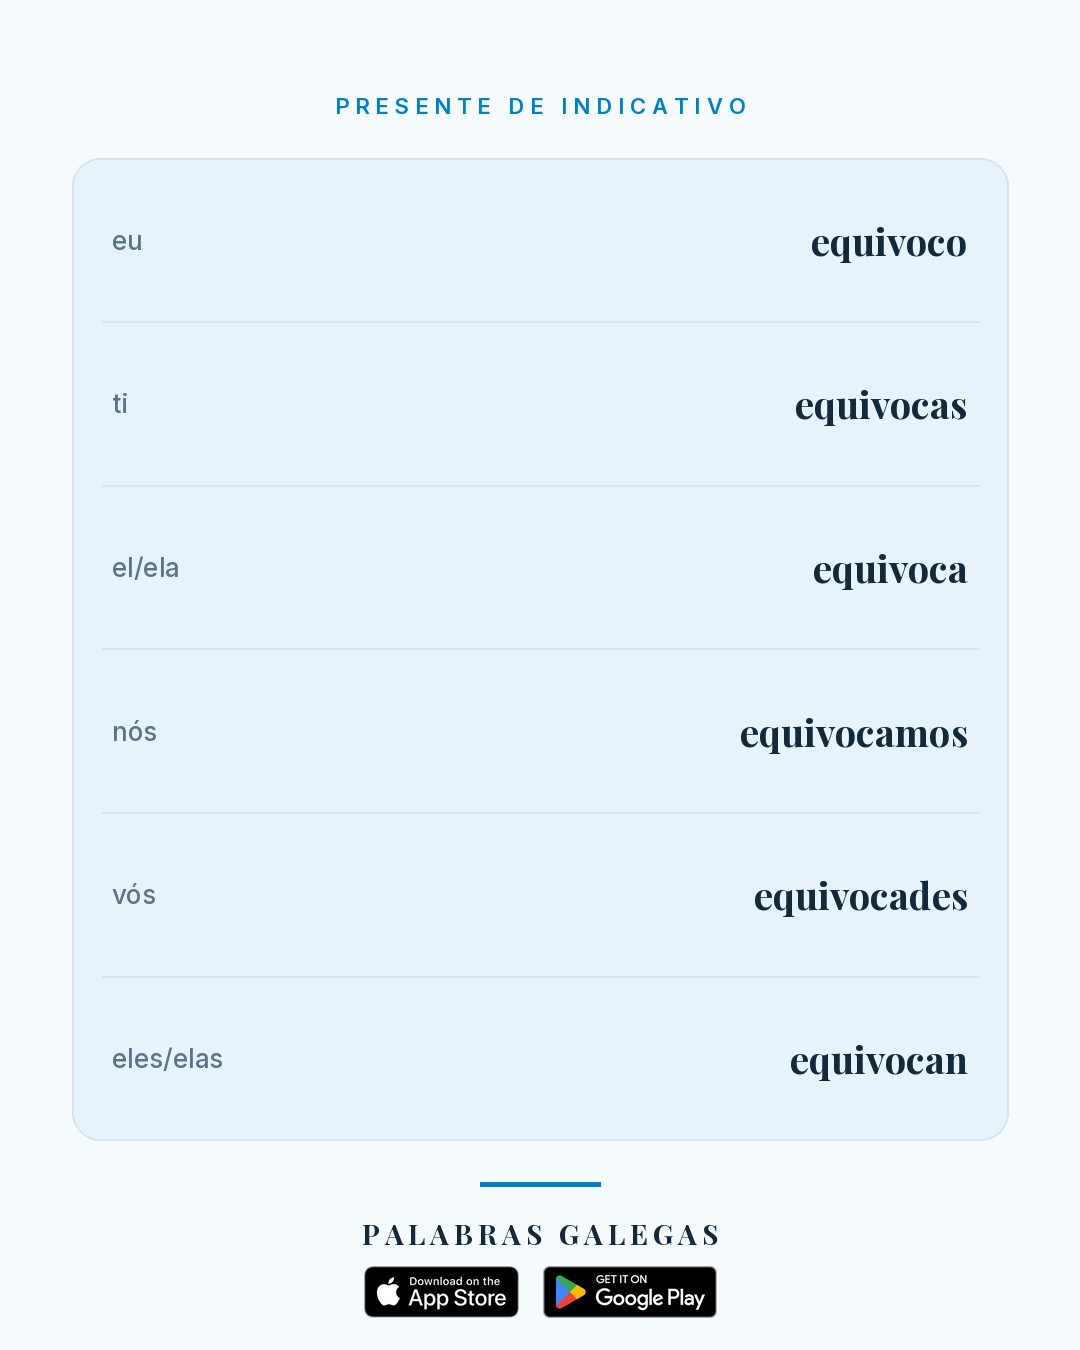 PRESENTE DE INDICATIVO
eu equivoco
ti equivocas
el/ela equivoca
nós equivocamos
vós equivocades
eles/elas equivocan
PALABRAS GALEGAS
Download on the
App Store
GET IT ON
Google Play